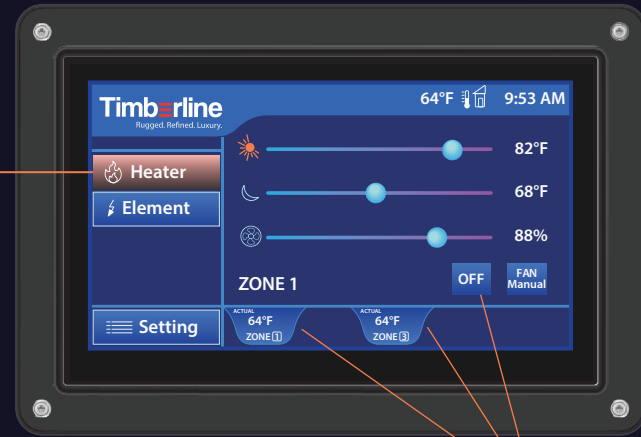 Timberline
Rugged. Refined. Luxury.
64°F
9:53 AM
82°F
Heater
68°F
Element
88%
ZONE 1
OFF
FAN
Manual
Setting
ACTUAL
64°F
ZONE 1
ACTUAL
64°F
ZONE 3